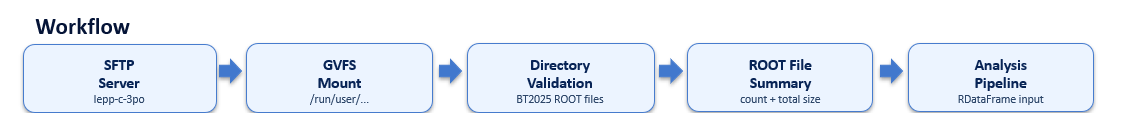 Workflow
SFTP
Server
lepp-c-3po
GVFS
Mount
/run/user/...
Directory
Validation
BT2025 ROOT files
ROOT File
Summary
count + total size
Analysis
Pipeline
RDataFrame input